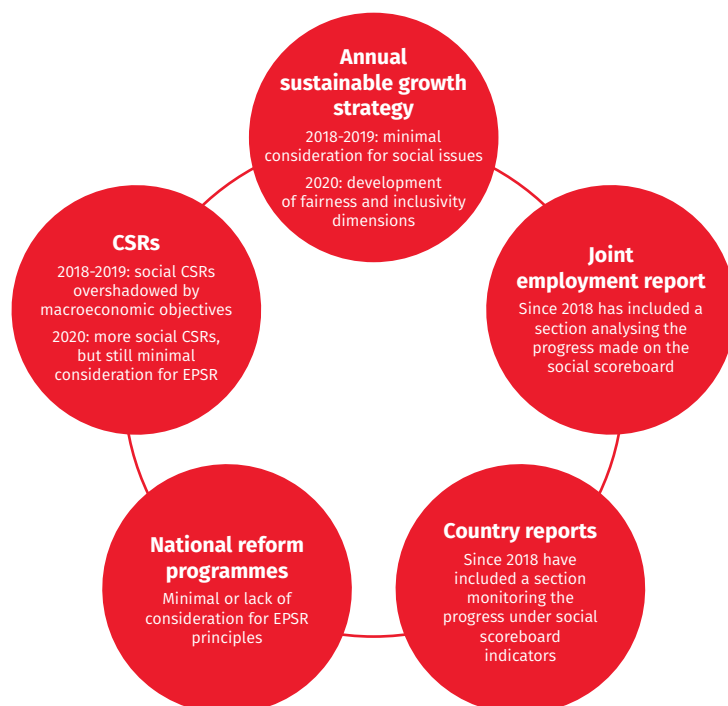 Annual
sustainable growth
strategy
2018-2019: minimal
consideration for social issues
2020: development
of fairness and inclusivity
dimensions
Joint
employment report
Since 2018 has included a
section analysing the
progress made on the
social scoreboard
Country reports
Since 2018 have
included a section
monitoring the
progress under social
scoreboard
indicators
National reform
programmes
Minimal or lack of
consideration for EPSR
principles
CSRs
2018-2019: social CSRs
overshadowed by
macroeconomic objectives
2020: more social CSRs,
but still minimal
consideration for EPSR